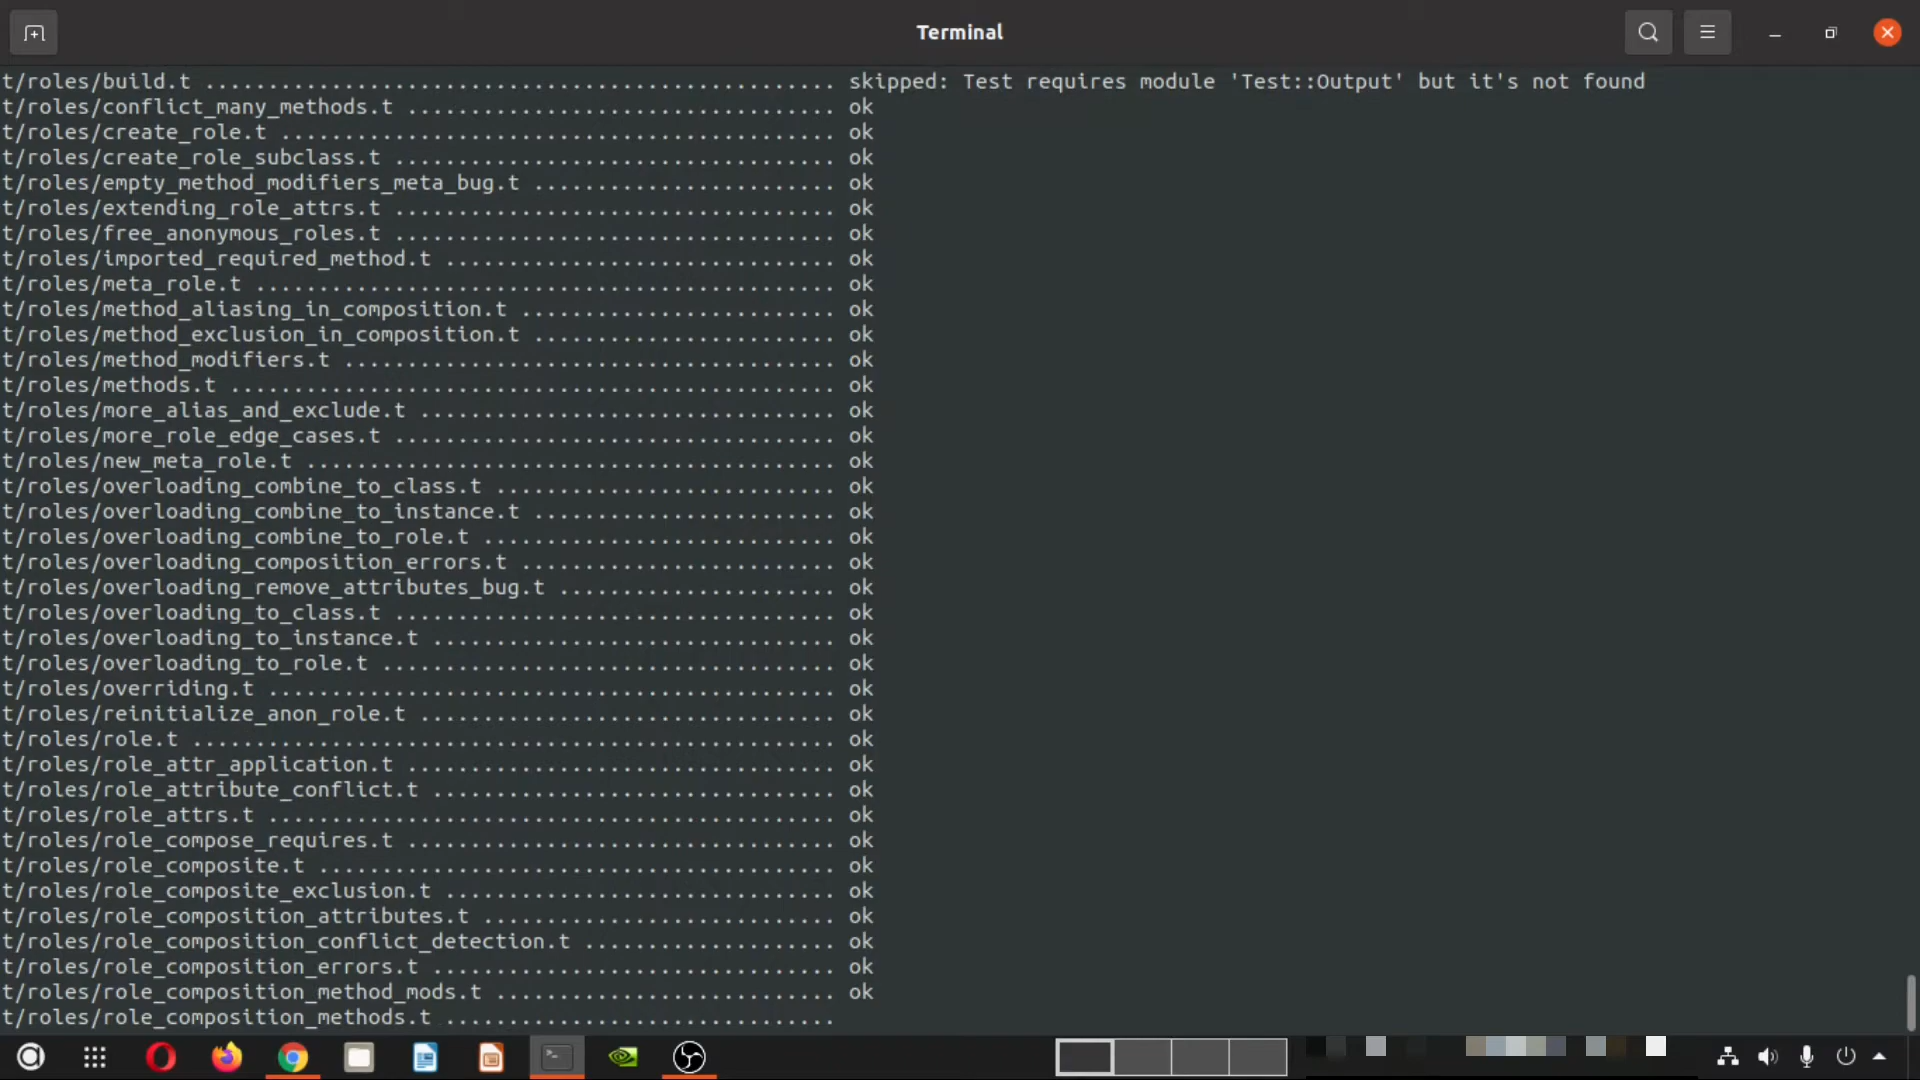 Terminal
t/roles/build.t .................................................. skipped: Test requires module 'Test::Output' but it's not found
t/roles/conflict_many_methods.t .................................. ok
t/roles/create_role.t ............................................ ok
t/roles/create_role_subclass.t ................................... ok
t/roles/empty_method_modifiers_meta_bug.t ........................ ok
t/roles/extending_role_attrs.t ................................... ok
t/roles/free_anonymous_roles.t ................................... ok
t/roles/imported_required_method.t ............................... ok
t/roles/meta_role.t .............................................. ok
t/roles/method_aliasing_in_composition.t ......................... ok
t/roles/method_exclusion_in_composition.t ........................ ok
t/roles/method_modifiers.t ....................................... ok
t/roles/methods.t ................................................ ok
t/roles/more_alias_and_exclude.t ................................. ok
t/roles/more_role_edge_cases.t ................................... ok
t/roles/new_meta_role.t .......................................... ok
t/roles/overloading_combine_to_class.t ........................... ok
t/roles/overloading_combine_to_instance.t ........................ ok
t/roles/overloading_combine_to_role.t ............................ ok
t/roles/overloading_composition_errors.t ......................... ok
t/roles/overloading_remove_attributes_bug.t ...................... ok
t/roles/overloading_to_class.t ................................... ok
t/roles/overloading_to_instance.t ................................ ok
t/roles/overloading_to_role.t .................................... ok
t/roles/overriding.t ............................................. ok
t/roles/reinitialize_anon_role.t ................................. ok
t/roles/role.t ................................................... ok
t/roles/role_attr_application.t .................................. ok
t/roles/role_attribute_conflict.t ................................ ok
t/roles/role_attrs.t ............................................. ok
t/roles/role_compose_requires.t .................................. ok
t/roles/role_composite.t ......................................... ok
t/roles/role_composite_exclusion.t ............................... ok
t/roles/role_composition_attributes.t ............................ ok
t/roles/role_composition_conflict_detection.t .................... ok
t/roles/role_composition_errors.t ................................ ok
t/roles/role_composition_method_mods.t ........................... ok
t/roles/role_composition_methods.t ...............................